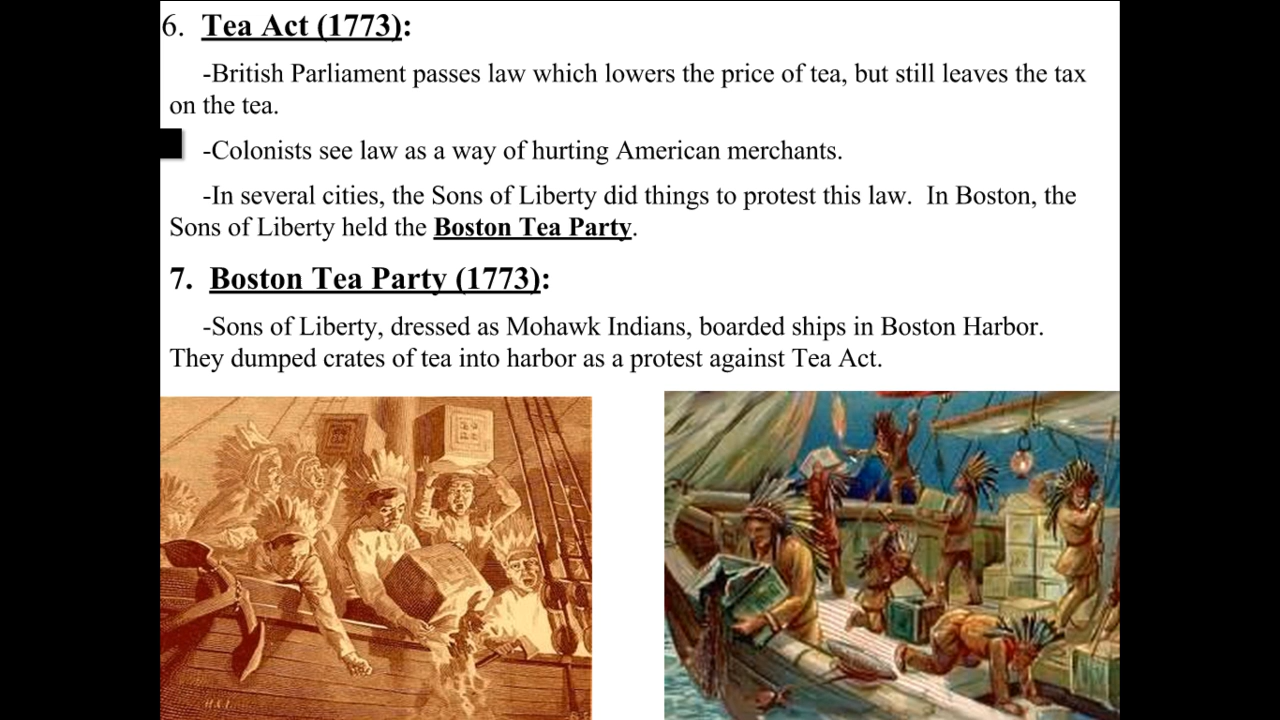 6. Tea Act (1773):
-British Parliament passes law which lowers the price of tea, but still leaves the tax
on the tea.
-Colonists see law as a way of hurting American merchants.
-In several cities, the Sons of Liberty did things to protest this law. In Boston, the
Sons of Liberty held the Boston Tea Party.
7. Boston Tea Party (1773):
-Sons of Liberty, dressed as Mohawk Indians, boarded ships in Boston Harbor.
They dumped crates of tea into harbor as a protest against Tea Act.